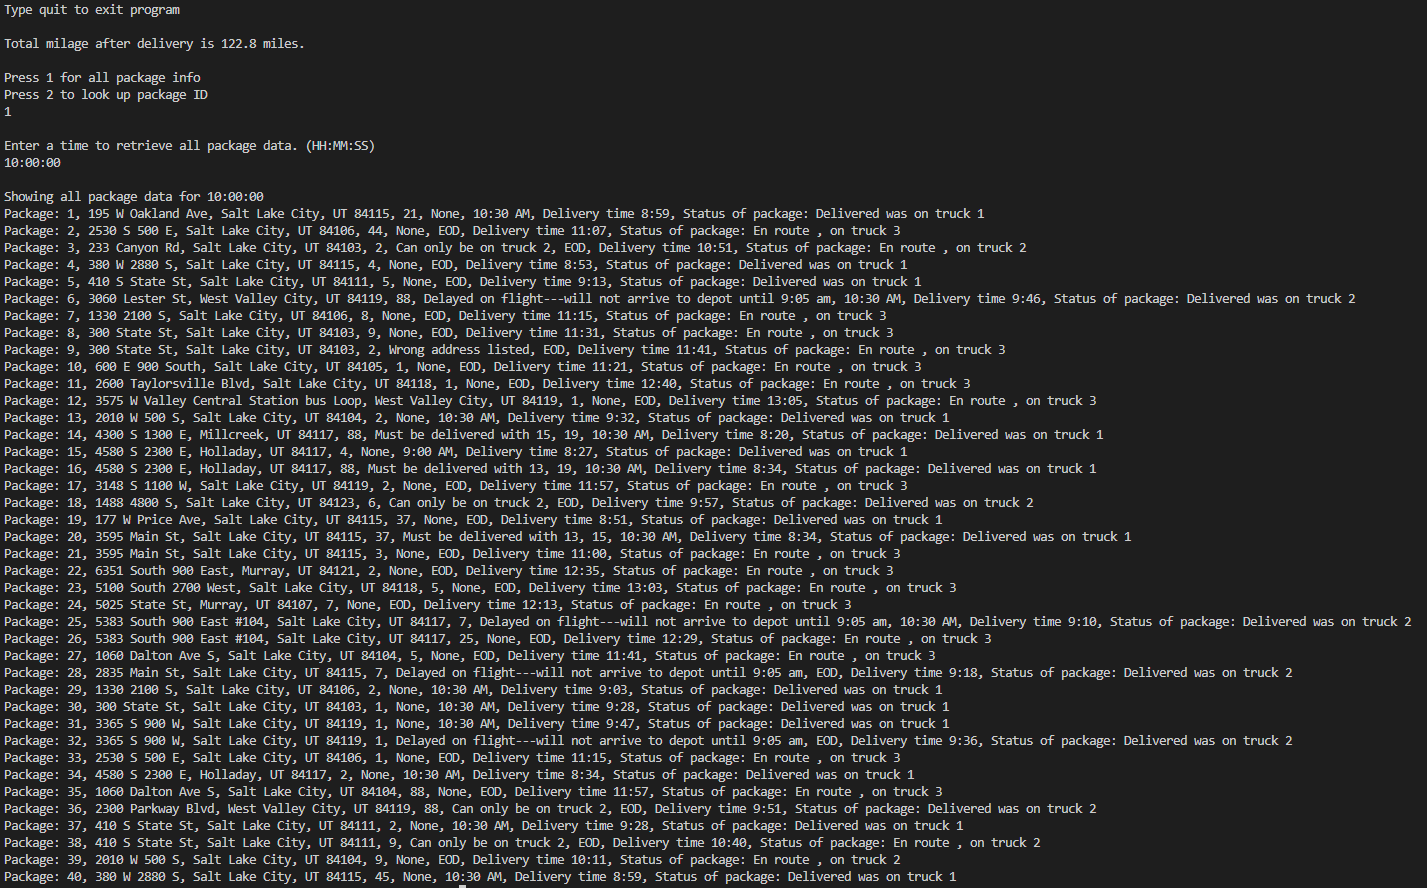 Type quit to exit program
Total milage after delivery is 122.8 miles.
Press 1 for all package info
Press 2 to look up package ID
1
Enter a time to retrieve all package data. (HH:MM:SS)
10:00:00
Showing all package data for 10:00:00
Package: 1, 195 W Oakland Ave, Salt Lake City, UT 84115, 21, None, 10:30 AM, Delivery time 8:59, Status of package: Delivered was on truck 1
Package: 2, 2530 S 500 E, Salt Lake City, UT 84106, 44, None, EOD, Delivery time 11:07, Status of package: En route , on truck 3
Package: 3, 233 Canyon Rd, Salt Lake City, UT 84103, 2, Can only be on truck 2, EOD, Delivery time 10:51, Status of package: En route , on truck 2
Package: 4, 380 W 2880 S, Salt Lake City, UT 84115, 4, None, EOD, Delivery time 8:53, Status of package: Delivered was on truck 1
Package: 5, 410 S State St, Salt Lake City, UT 84111, 5, None, EOD, Delivery time 9:13, Status of package: Delivered was on truck 1
Package: 6, 3060 Lester St, West Valley City, UT 84119, 88, Delayed on flight---will not arrive to depot until 9:05 am, 10:30 AM, Delivery time 9:46, Status of package: Delivered was on truck 2
Package: 7, 1330 2100 S, Salt Lake City, UT 84106, 8, None, EOD, Delivery time 11:15, Status of package: En route , on truck 3
Package: 8, 300 State St, Salt Lake City, UT 84103, 9, None, EOD, Delivery time 11:31, Status of package: En route , on truck 3
Package: 9, 300 State St, Salt Lake City, UT 84103, 2, Wrong address listed, EOD, Delivery time 11:41, Status of package: En route , on truck 3
Package: 10, 600 E 900 South, Salt Lake City, UT 84105, 1, None, EOD, Delivery time 11:21, Status of package: En route , on truck 3
Package: 11, 2600 Taylorsville Blvd, Salt Lake City, UT 84118, 1, None, EOD, Delivery time 12:40, Status of package: En route , on truck 3
Package: 12, 3575 W Valley Central Station bus Loop, West Valley City, UT 84119, 1, None, EOD, Delivery time 13:05, Status of package: En route , on truck 3
Package: 13, 2010 W 500 S, Salt Lake City, UT 84104, 2, None, 10:30 AM, Delivery time 9:32, Status of package: Delivered was on truck 1
Package: 14, 4300 S 1300 E, Millcreek, UT 84117, 88, Must be delivered with 15, 19, 10:30 AM, Delivery time 8:20, Status of package: Delivered was on truck 1
Package: 15, 4580 S 2300 E, Holladay, UT 84117, 4, None, 9:00 AM, Delivery time 8:27, Status of package: Delivered was on truck 1
Package: 16, 4580 S 2300 E, Holladay, UT 84117, 88, Must be delivered with 13, 19, 10:30 AM, Delivery time 8:34, Status of package: Delivered was on truck 1
Package: 17, 3148 S 1100 W, Salt Lake City, UT 84119, 2, None, EOD, Delivery time 11:57, Status of package: En route , on truck 3
Package: 18, 1488 4800 S, Salt Lake City, UT 84123, 6, Can only be on truck 2, EOD, Delivery time 9:57, Status of package: Delivered was on truck 2
Package: 19, 177 W Price Ave, Salt Lake City, UT 84115, 37, None, EOD, Delivery time 8:51, Status of package: Delivered was on truck 1
Package: 20, 3595 Main St, Salt Lake City, UT 84115, 37, Must be delivered with 13, 15, 10:30 AM, Delivery time 8:34, Status of package: Delivered was on truck 1
Package: 21, 3595 Main St, Salt Lake City, UT 84115, 3, None, EOD, Delivery time 11:00, Status of package: En route , on truck 3
Package: 22, 6351 South 900 East, Murray, UT 84121, 2, None, EOD, Delivery time 12:35, Status of package: En route , on truck 3
Package: 23, 5100 South 2700 West, Salt Lake City, UT 84118, 5, None, EOD, Delivery time 13:03, Status of package: En route , on truck 3
Package: 24, 5025 State St, Murray, UT 84107, 7, None, EOD, Delivery time 12:13, Status of package: En route , on truck 3
Package: 25, 5383 South 900 East #104, Salt Lake City, UT 84117, 7, Delayed on flight---will not arrive to depot until 9:05 am, 10:30 AM, Delivery time 9:10, Status of package: Delivered was on truck 2
Package: 26, 5383 South 900 East #104, Salt Lake City, UT 84117, 25, None, EOD, Delivery time 12:29, Status of package: En route , on truck 3
Package: 27, 1060 Dalton Ave S, Salt Lake City, UT 84104, 5, None, EOD, Delivery time 11:41, Status of package: En route , on truck 3
Package: 28, 2835 Main St, Salt Lake City, UT 84115, 7, Delayed on flight---will not arrive to depot until 9:05 am, EOD, Delivery time 9:18, Status of package: Delivered was on truck 2
Package: 29, 1330 2100 S, Salt Lake City, UT 84106, 2, None, 10:30 AM, Delivery time 9:03, Status of package: Delivered was on truck 1
Package: 30, 300 State St, Salt Lake City, UT 84103, 1, None, 10:30 AM, Delivery time 9:28, Status of package: Delivered was on truck 1
Package: 31, 3365 S 900 W, Salt Lake City, UT 84119, 1, None, 10:30 AM, Delivery time 9:47, Status of package: Delivered was on truck 1
Package: 32, 3365 S 900 W, Salt Lake City, UT 84119, 1, Delayed on flight---will not arrive to depot until 9:05 am, EOD, Delivery time 9:36, Status of package: Delivered was on truck 2
Package: 33, 2530 S 500 E, Salt Lake City, UT 84106, 1, None, EOD, Delivery time 11:15, Status of package: En route , on truck 3
Package: 34, 4580 S 2300 E, Holladay, UT 84117, 2, None, 10:30 AM, Delivery time 8:34, Status of package: Delivered was on truck 1
Package: 35, 1060 Dalton Ave S, Salt Lake City, UT 84104, 88, None, EOD, Delivery time 11:57, Status of package: En route , on truck 3
Package: 36, 2300 Parkway Blvd, West Valley City, UT 84119, 88, Can only be on truck 2, EOD, Delivery time 9:51, Status of package: Delivered was on truck 2
Package: 37, 410 S State St, Salt Lake City, UT 84111, 2, None, 10:30 AM, Delivery time 9:28, Status of package: Delivered was on truck 1
Package: 38, 410 S State St, Salt Lake City, UT 84111, 9, Can only be on truck 2, EOD, Delivery time 10:40, Status of package: En route , on truck 2
Package: 39, 2010 W 500 S, Salt Lake City, UT 84104, 9, None, EOD, Delivery time 10:11, Status of package: En route , on truck 2
Package: 40, 380 W 2880 S, Salt Lake City, UT 84115, 45, None, 10:30 AM, Delivery time 8:59, Status of package: Delivered was on truck 1